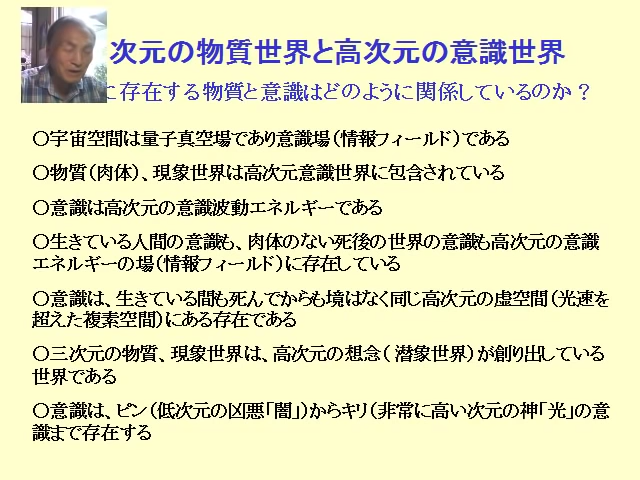 次元の物質世界と高次元の意識世界
に存在する物質と意識はどのように関係しているのか？
〇宇宙空間は量子真空場であり意識場（情報フィールド）である
〇物質（肉体）、現象世界は高次元意識世界に包含されている
〇意識は高次元の意識波動エネルギーである
〇生きている人間の意識も、肉体のない死後の世界の意識も高次元の意識
エネルギーの場（情報フィールド）に存在している
〇意識は、生きている間も死んでからも境はなく同じ高次元の虚空間（光速を
超えた複素空間）にある存在である
〇三次元の物質、現象世界は、高次元の想念（ 潜象世界）が創り出している
世界である
〇意識は、ピン（低次元の凶悪「闇」）からキリ（非常に高い次元の神「光」の意
識まで存在する